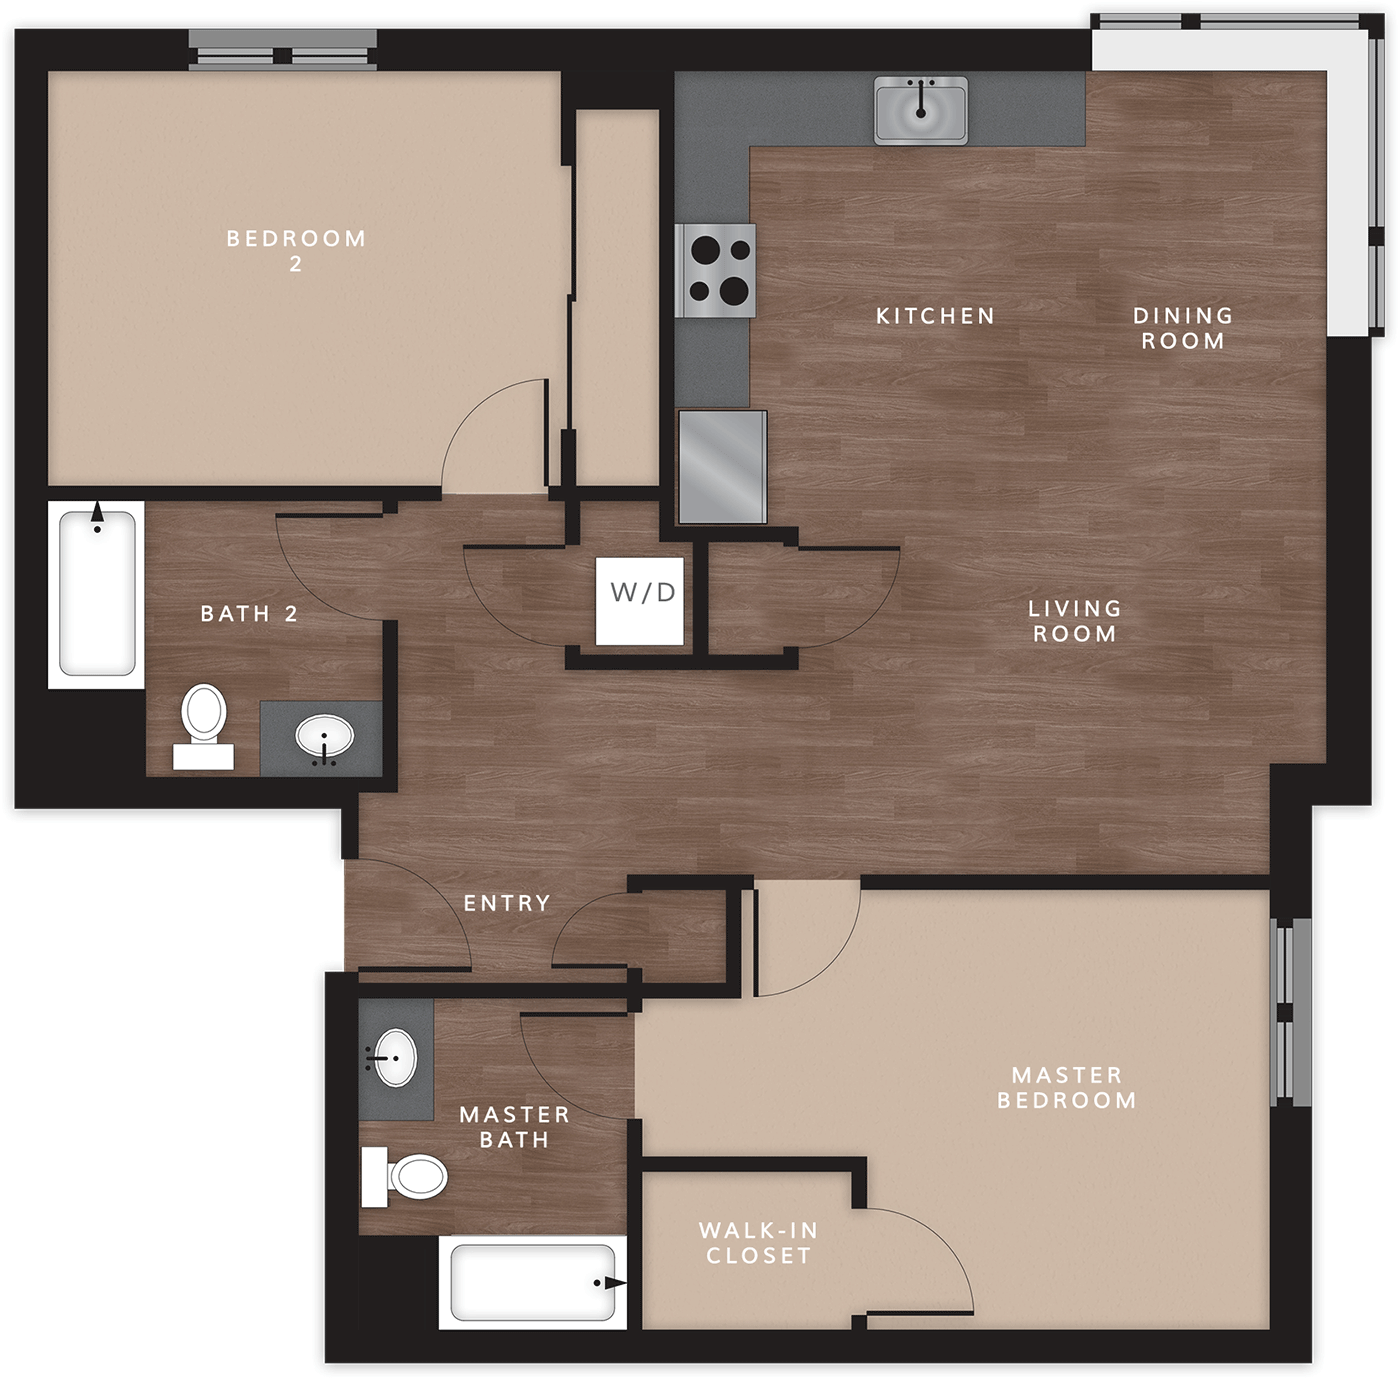 BEDROOM
2
KITCHEN
DINING
ROOM
W/D
BATH 2
LIVING
ROOM
ENTRY
MASTER
BEDROOM
MASTER
BATH
WALK-IN
CLOSET